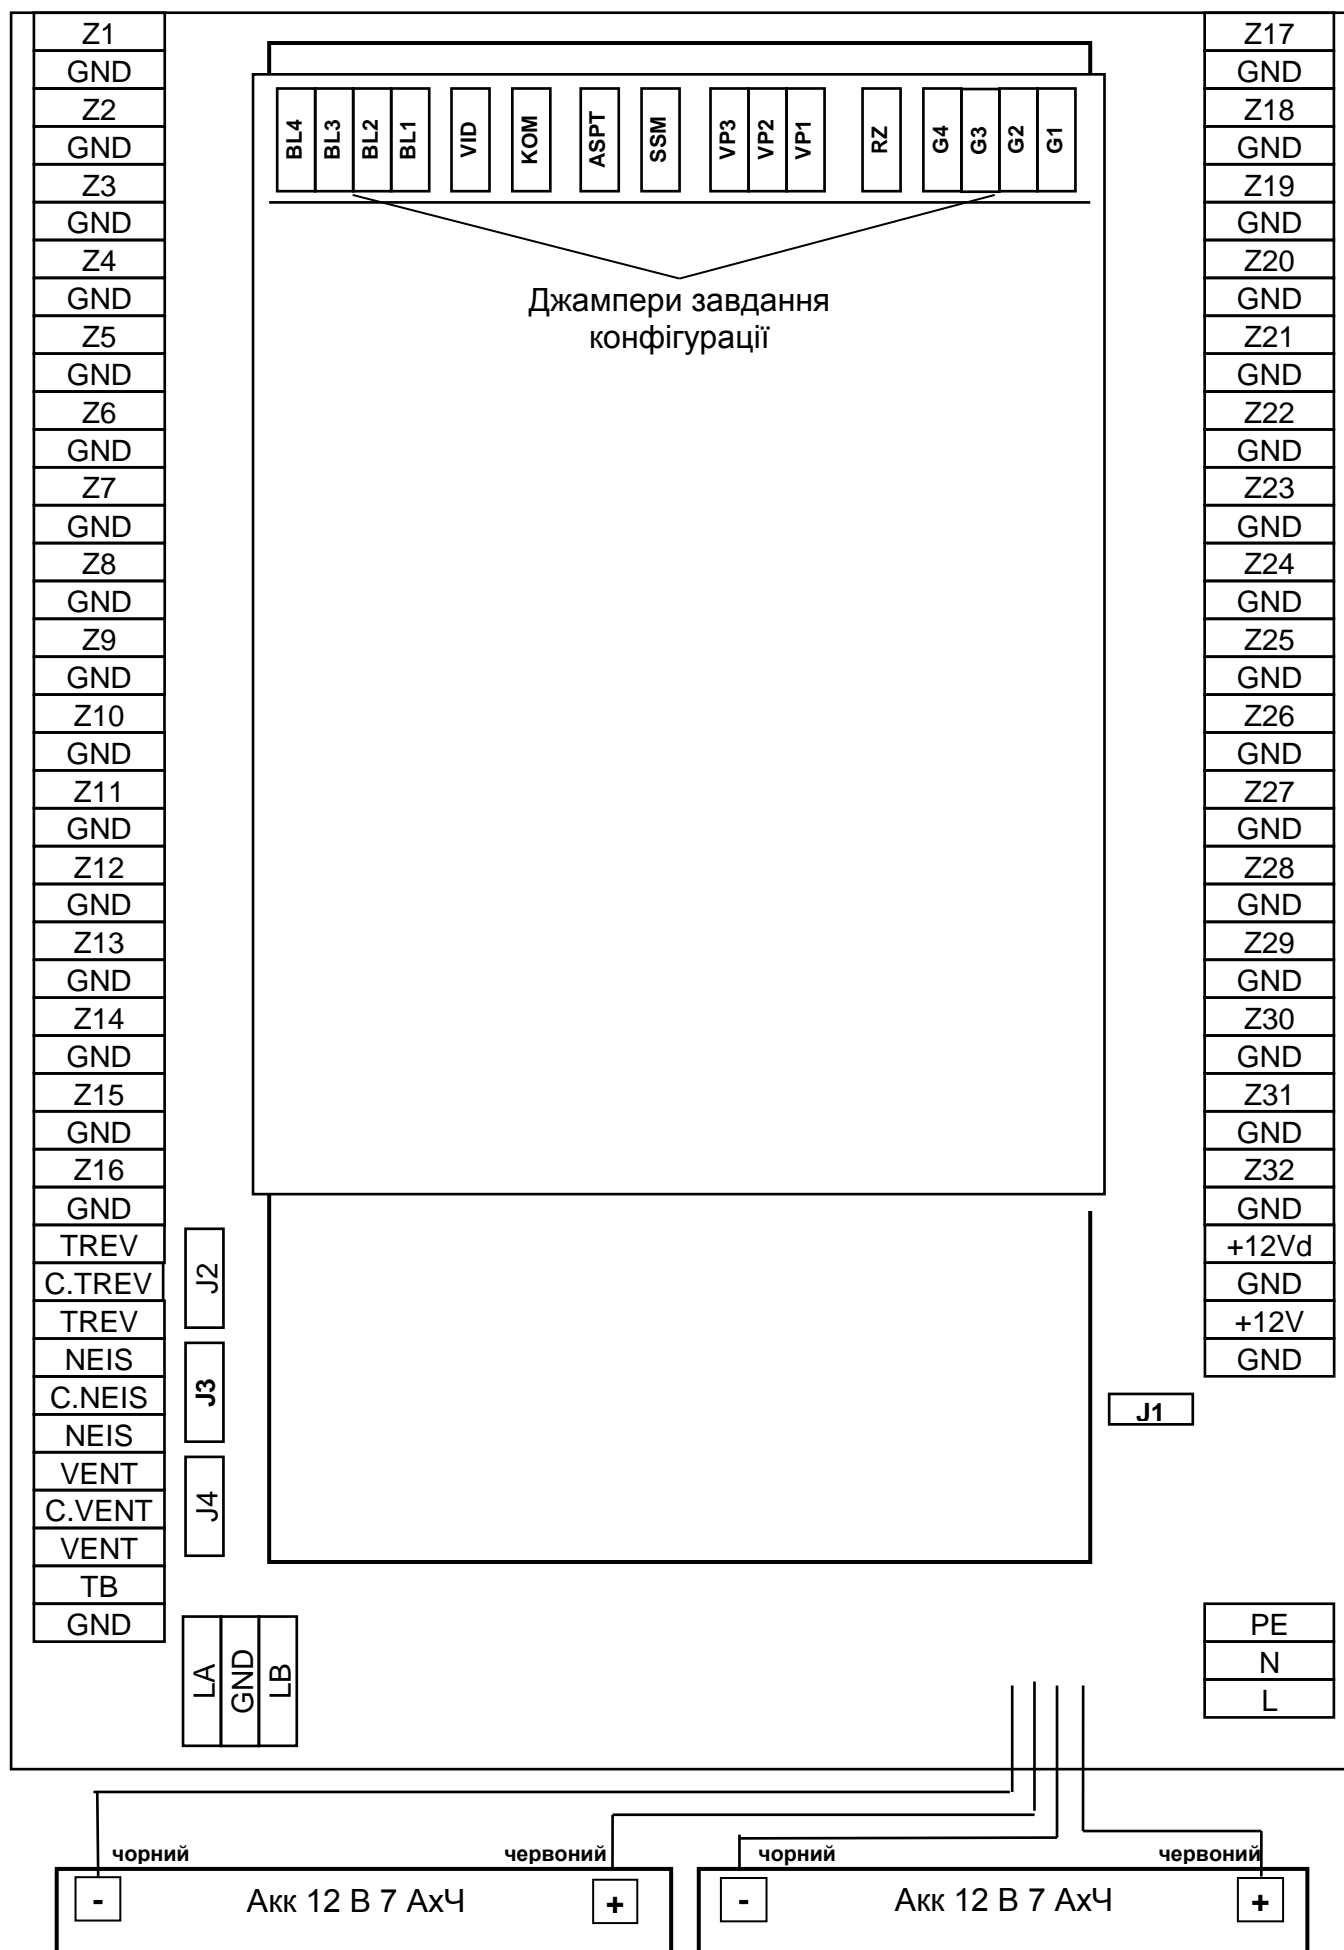 Z1
GND
Z2
GND
Z3
GND
Z4
GND
Z5
GND
Z6
GND
Z7
GND
Z8
GND
Z9
GND
Z10
GND
Z11
GND
Z12
GND
Z13
GND
Z14
GND
Z15
GND
Z16
GND
TREV
C.TREV
TREV
NEIS
C.NEIS
NEIS
VENT
C.VENT
VENT
TB
GND
BL4
BL3
BL2
BL1
VID
KOM
ASPT
SSM
VP3
VP2
VP1
RZ
G4
G3
G2
G1
Джампери завдання
конфігурації
J2
J3
J4
J1
LA
GND
LB
Z17
GND
Z18
GND
Z19
GND
Z20
GND
Z21
GND
Z22
GND
Z23
GND
Z24
GND
Z25
GND
Z26
GND
Z27
GND
Z28
GND
Z29
GND
Z30
GND
Z31
GND
Z32
GND
+12Vd
GND
+12V
GND
PE
N
L
чорний червоний
- Акк 12 В 7 АхЧ +
чорний червоний
- Акк 12 В 7 АхЧ +